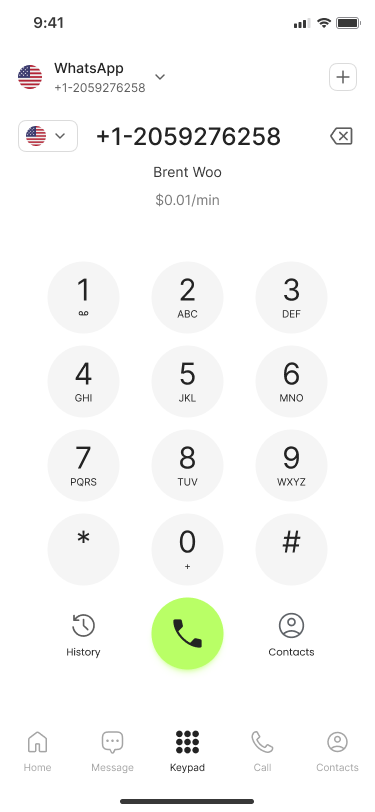 9:41
WhatsApp
+1-2059276258
+1-2059276258
Brent Woo
$0.01/min
1 2 3
ABC DEF
4 5 6
GHI JKL MNO
7 8 9
PQRS TUV WXYZ
* 0 #
+
History Contacts
Home Message Keypad Call Contacts